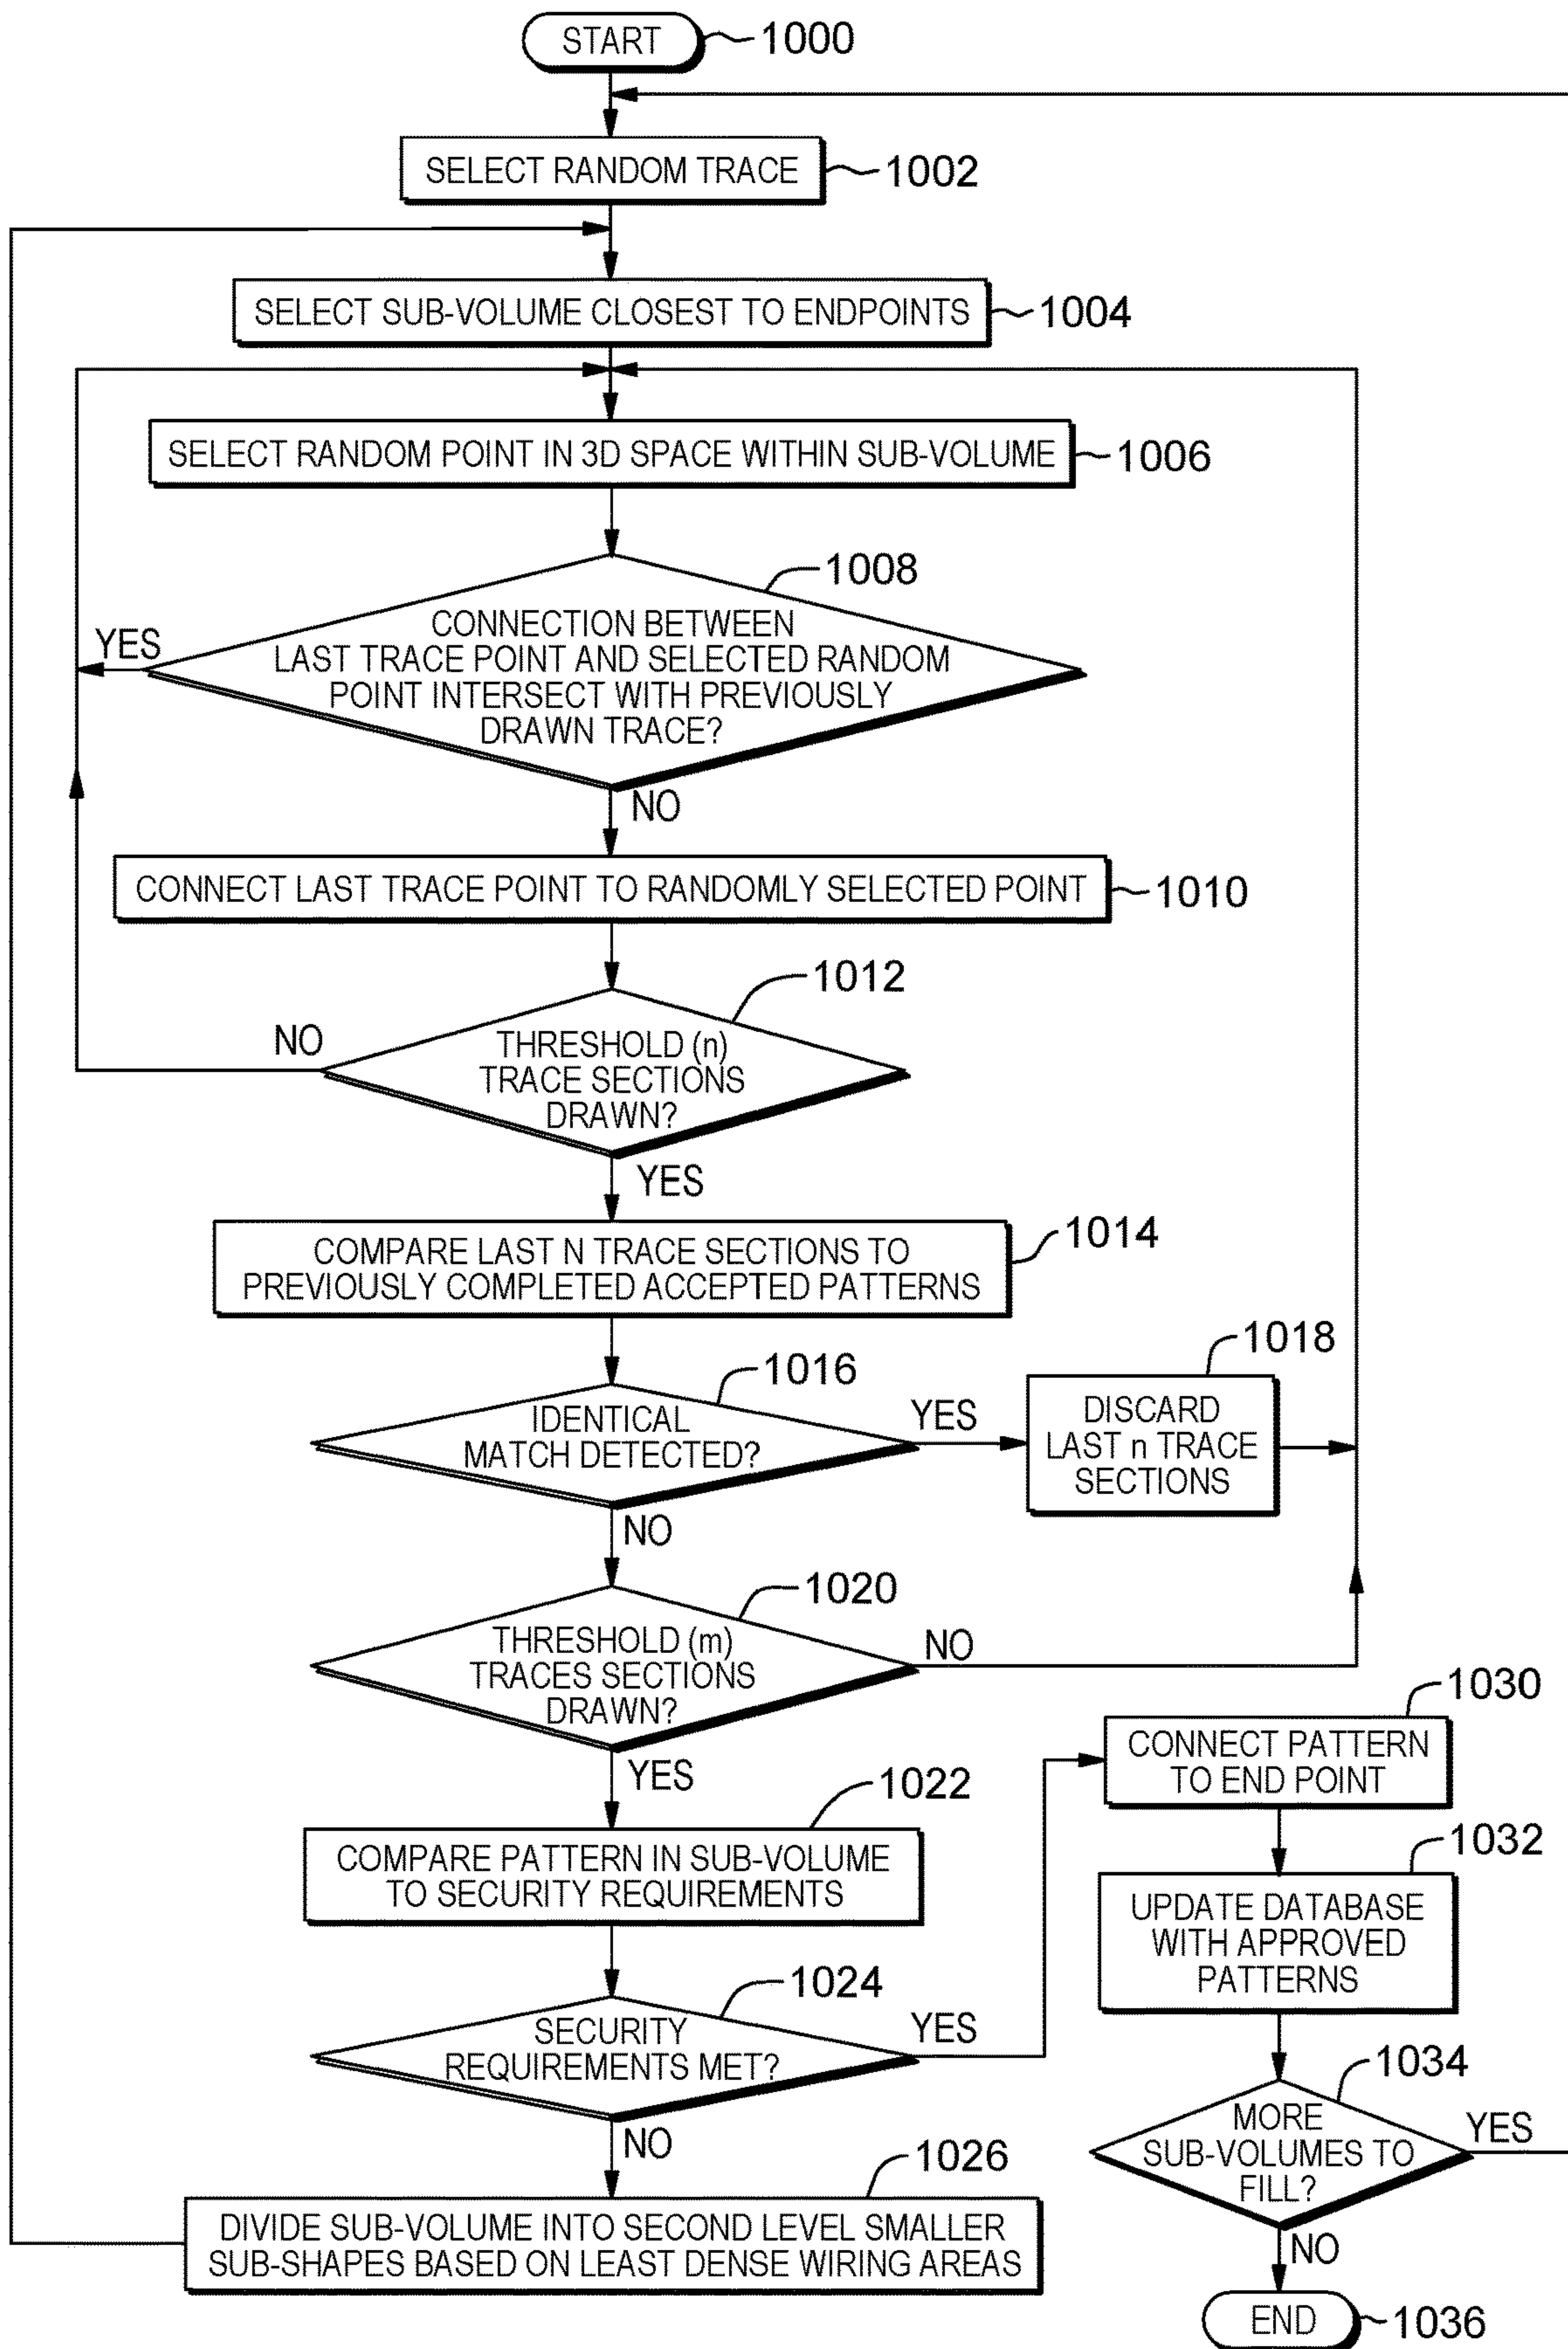 START
1000
SELECT RANDOM TRACE
1002
SELECT SUB-VOLUME CLOSEST TO ENDPOINTS
1004
SELECT RANDOM POINT IN 3D SPACE WITHIN SUB-VOLUME
1006
1008
CONNECTION BETWEEN
LAST TRACE POINT AND SELECTED RANDOM
POINT INTERSECT WITH PREVIOUSLY
DRAWN TRACE?
YES
NO
CONNECT LAST TRACE POINT TO RANDOMLY SELECTED POINT
1010
1012
THRESHOLD (n)
TRACE SECTIONS
DRAWN?
NO
YES
COMPARE LAST N TRACE SECTIONS TO
PREVIOUSLY COMPLETED ACCEPTED PATTERNS
1014
1016
IDENTICAL
MATCH DETECTED?
YES
NO
1018
DISCARD
LAST n TRACE
SECTIONS
1020
THRESHOLD (m)
TRACES SECTIONS
DRAWN?
NO
YES
1022
COMPARE PATTERN IN SUB-VOLUME
TO SECURITY REQUIREMENTS
1024
SECURITY
REQUIREMENTS MET?
YES
NO
1026
DIVIDE SUB-VOLUME INTO SECOND LEVEL SMALLER
SUB-SHAPES BASED ON LEAST DENSE WIRING AREAS
1030
CONNECT PATTERN
TO END POINT
1032
UPDATE DATABASE
WITH APPROVED
PATTERNS
1034
MORE
SUB-VOLUMES TO
FILL?
YES
NO
END
1036